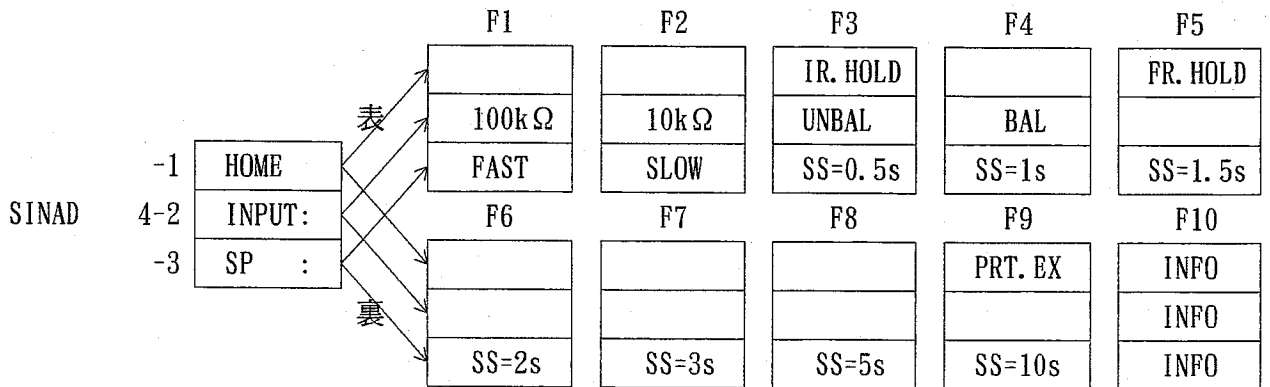 F1 F2 F3 F4 F5
IR. HOLD FR. HOLD
表
100kΩ 10kΩ UNBAL BAL
-1 HOME FAST SLOW SS=0. 5s SS=1s SS=1. 5s
SINAD 4-2 INPUT: F6 F7 F8 F9 F10
-3 SP : PRT. EX INFO
裏 INFO
SS=2s SS=3s SS=5s SS=10s INFO